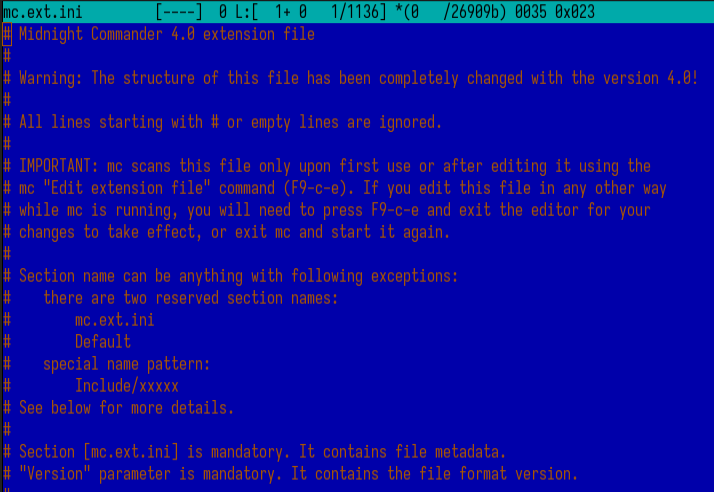 mc.ext.ini [----] 0 L:[ 1+ 0 1/1136] *(0 /26909b) 0035 0x023
# Midnight Commander 4.0 extension file
#
# Warning: The structure of this file has been completely changed with the version 4.0!
#
# All lines starting with # or empty lines are ignored.
#
# IMPORTANT: mc scans this file only upon first use or after editing it using the
# mc "Edit extension file" command (F9-c-e). If you edit this file in any other way
# while mc is running, you will need to press F9-c-e and exit the editor for your
# changes to take effect, or exit mc and start it again.
#
# Section name can be anything with following exceptions:
#    there are two reserved section names:
#        mc.ext.ini
#        Default
#    special name pattern:
#        Include/xxxxx
# See below for more details.
#
# Section [mc.ext.ini] is mandatory. It contains file metadata.
# "Version" parameter is mandatory. It contains the file format version.
#